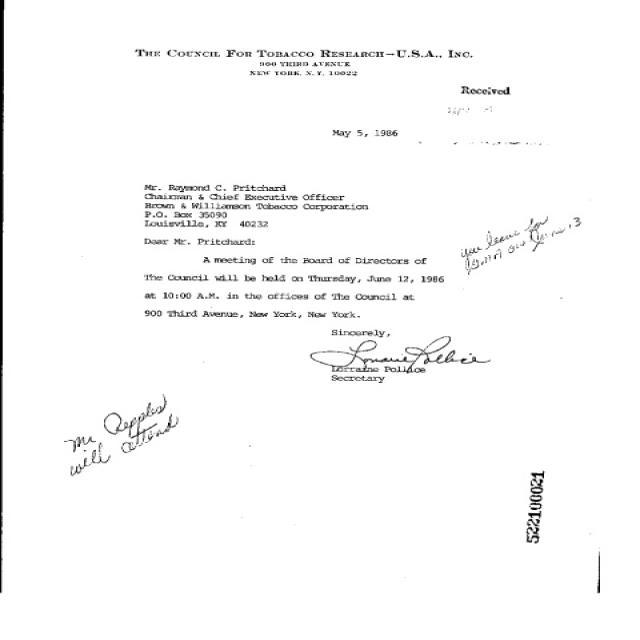 THE COUNCIL FOR TOBACCO RESEARCH—U.S.A., INC.
900 THIRD AVENUE
NEW YORK, N.Y. 10022
Received
May 5, 1986
Mr. Raymond C. Pritchard
Chairman & Chief Executive Officer
Brown & Williamson Tobacco Corporation
P.O. Box 35090
Louisville, KY 40232
Dear Mr. Pritchard:
A meeting of the Board of Directors of
The Council will be held on Thursday, June 12, 1986
at 10:00 A.M. in the offices of The Council at
900 Third Avenue, New York, New York.
you leave for
on June 13
Sincerely,
Lorraine Pollice
Lorraine Pollice
Secretary
Mr. Pepples
will attend
522100021